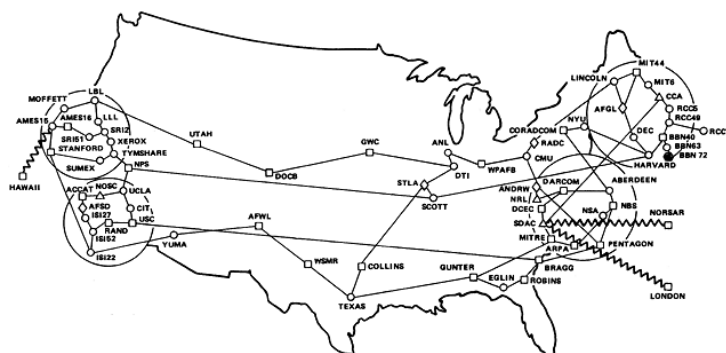 MIT44
LINCOLN
MIT6
CCA
AFGL
RCC5
RCC49
RCC
DEC
BBN40
BBN63
BBN 72
HARVARD
NYU
CORADCOM
RADC
CMU
MOFFETT
LBL
AMES15
AMES16
LLL
SRI2
SRI51
XEROX
STANFORD
TYMSHARE
SUMEX
NPS
HAWAII
UTAH
DOCB
GWC
ANL
DTI
WPAFB
STLA
SCOTT
ACCAT
NOSC
UCLA
AFSD
ISI27
CIT
RAND
USC
ISI52
ISI22
YUMA
AFWL
WSMR
TEXAS
COLLINS
GUNTER
EGLIN
ROBINS
BRAGG
ANDRW
DARCOM
ABERDEEN
NRL
DCEC
NBS
NSA
SDAC
MITRE
ARPA
PENTAGON
NORSAR
LONDON